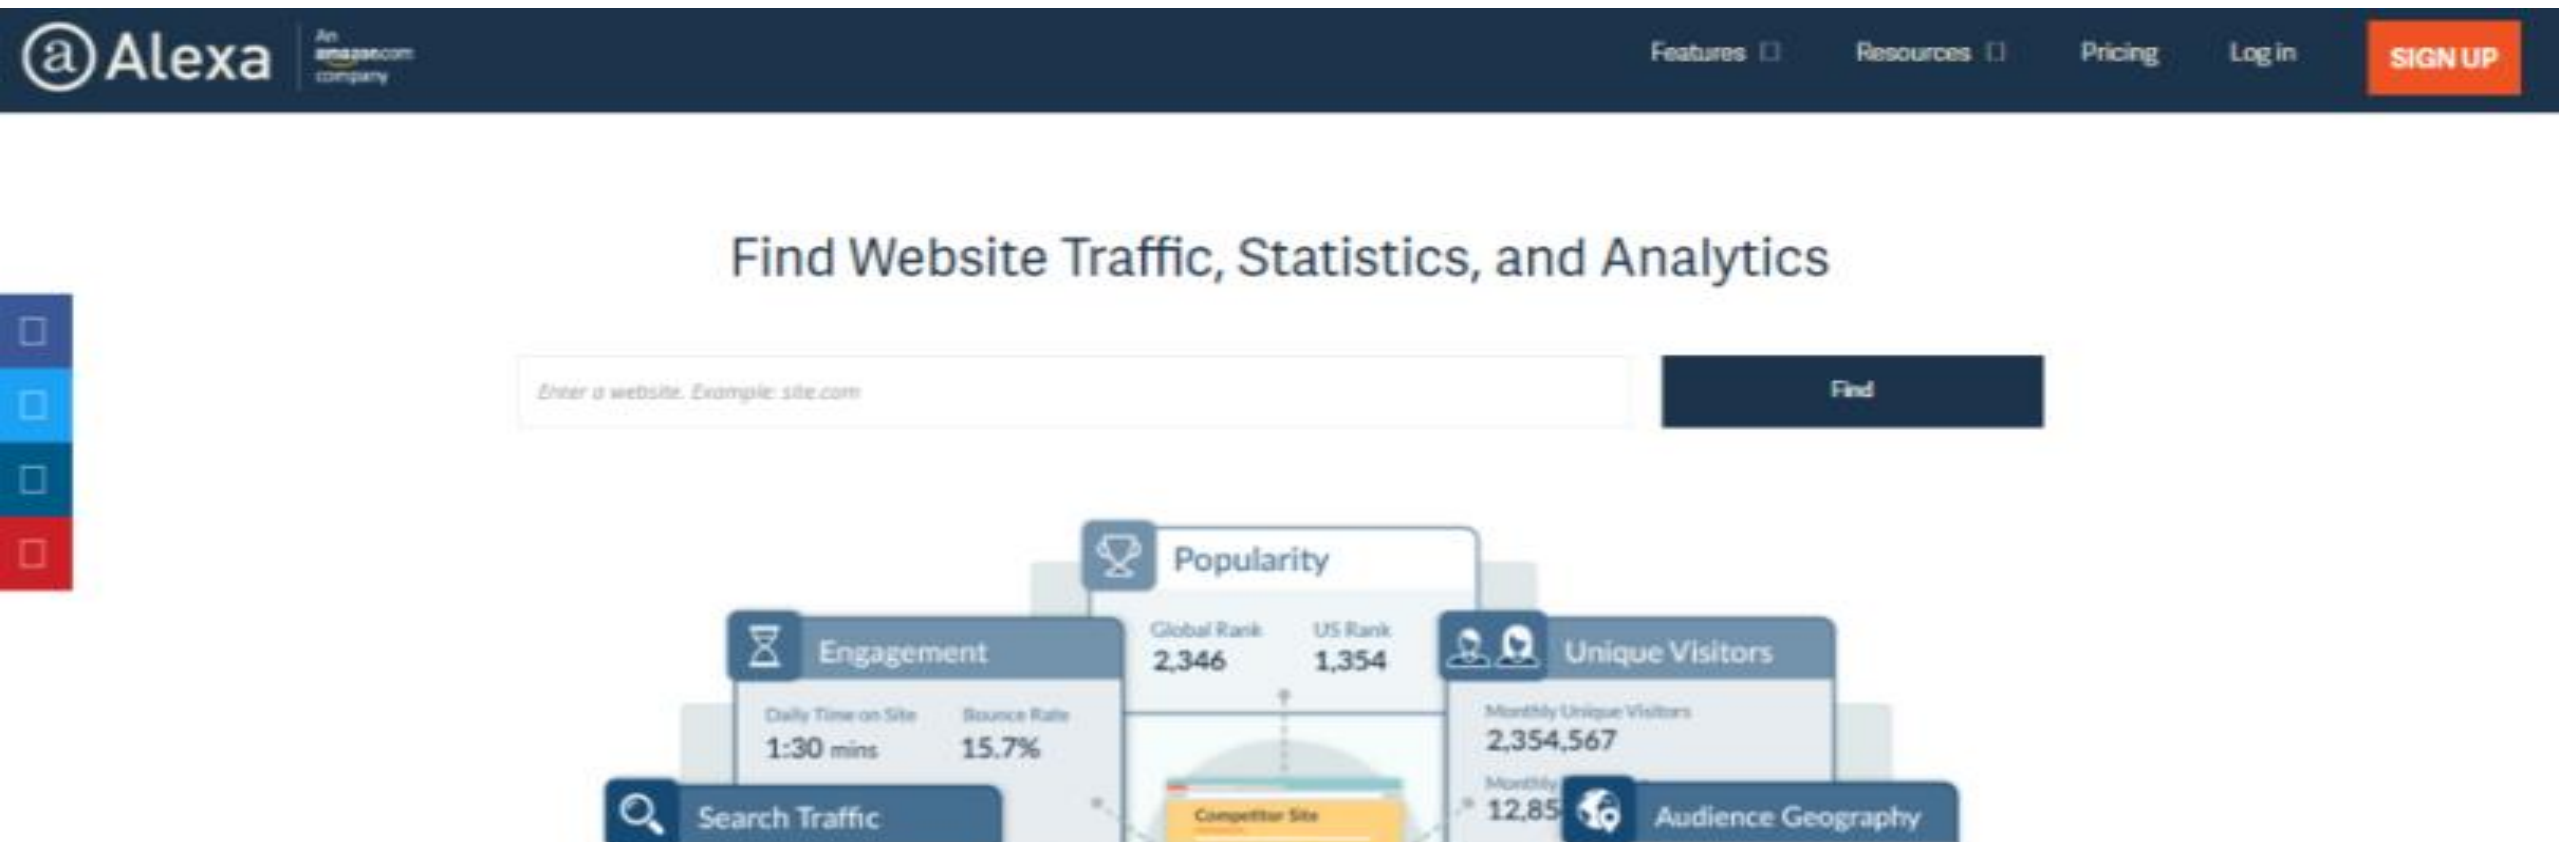 Alexa
An
amazon.com
company
Features
Resources
Pricing
Log in
SIGN UP
Find Website Traffic, Statistics, and Analytics
Enter a website. Example: site.com
Find
Popularity
Global Rank US Rank
2,346 1,354
Engagement
Daily Time on Site Bounce Rate
1:30 mins 15.7%
Unique Visitors
Monthly Unique Visitors
2,354,567
Monthly
12,85
Search Traffic
Competitor Site
Audience Geography